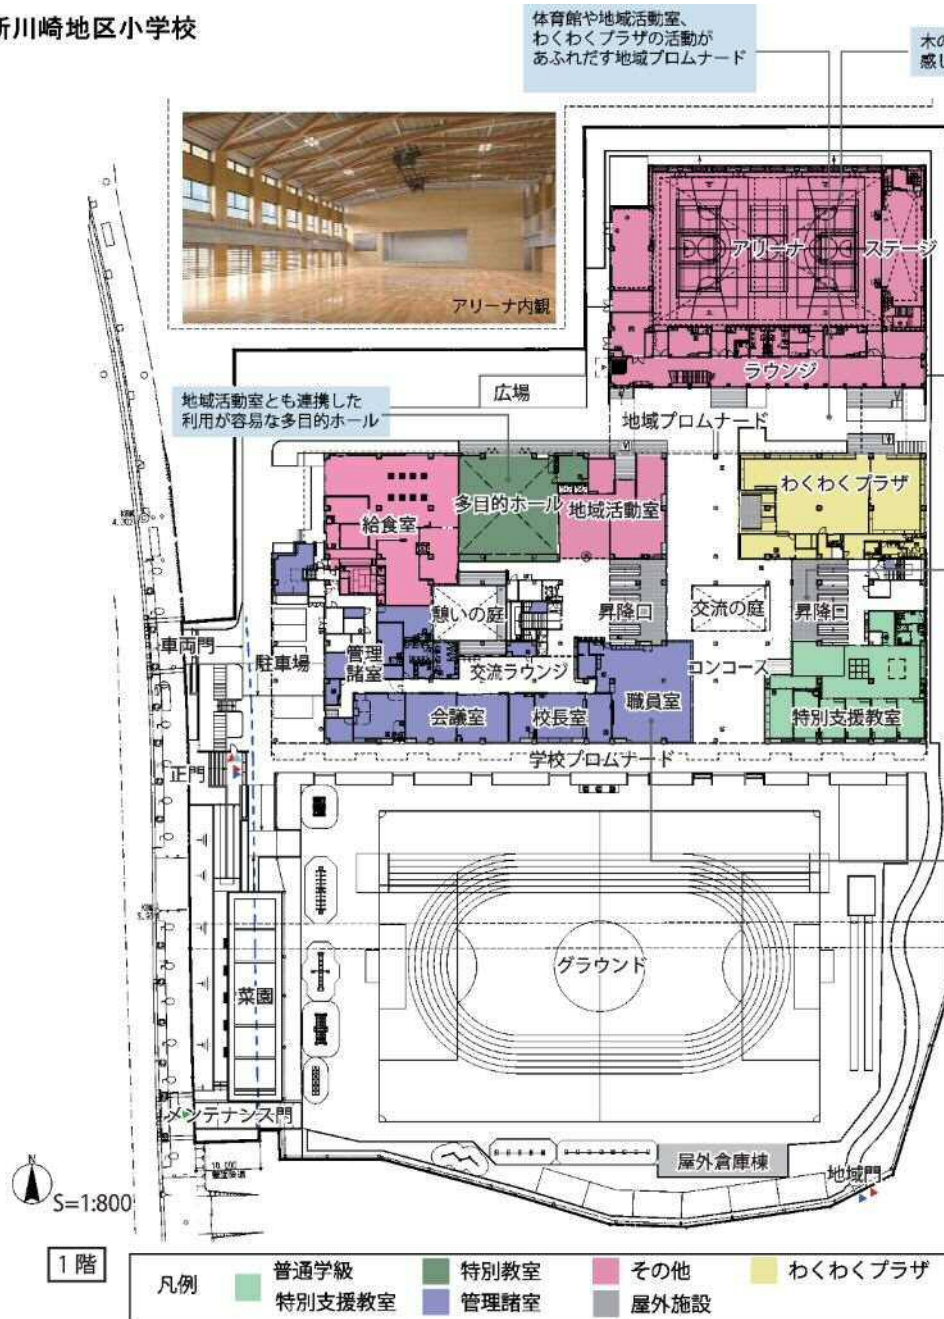 新川崎地区小学校
体育館や地域活動室、
わくわくプラザの活動が
あふれだす地域プロムナード
木の
感じ
アリーナ内観
アリーナ
ステージ
ラウンジ
広場
地域活動室とも連携した
利用が容易な多目的ホール
地域プロムナード
わくわくプラザ
多目的ホール
地域活動室
給食室
憩いの庭
昇降口
交流の庭
昇降口
車両門
駐車場
管理
諸室
交流ラウンジ
コンコース
職員室
会議室
校長室
特別支援教室
学校プロムナード
正門
グラウンド
菜園
メンテナンス門
屋外倉庫棟
地域門
N
S=1:800
1階
凡例
普通学級
特別支援教室
特別教室
管理諸室
その他
屋外施設
わくわくプラザ